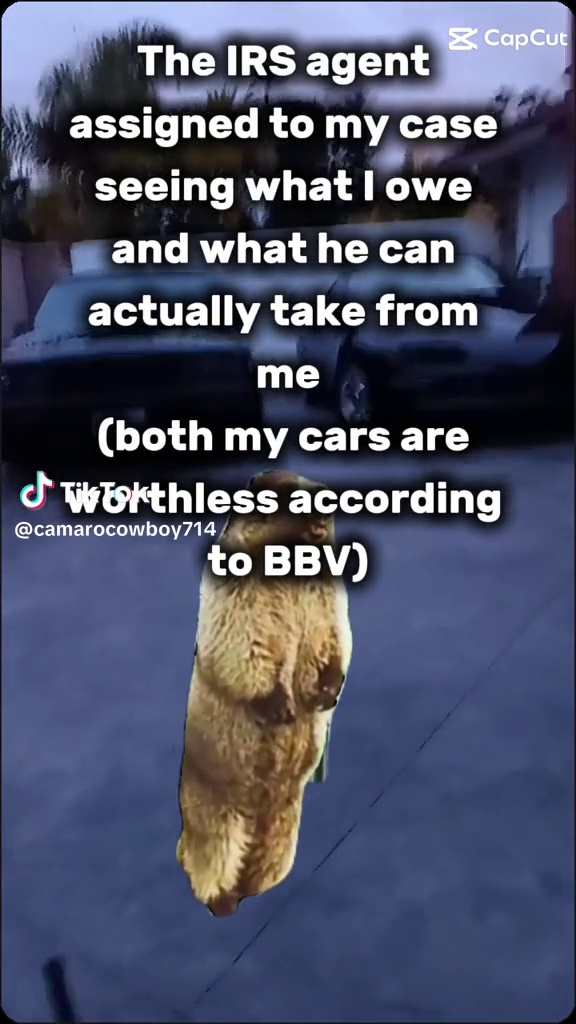 CapCut
The IRS agent
assigned to my case
seeing what I owe
and what he can
actually take from
me
(both my cars are
TikTok
worthless according
@camarocowboy714
to BBV)